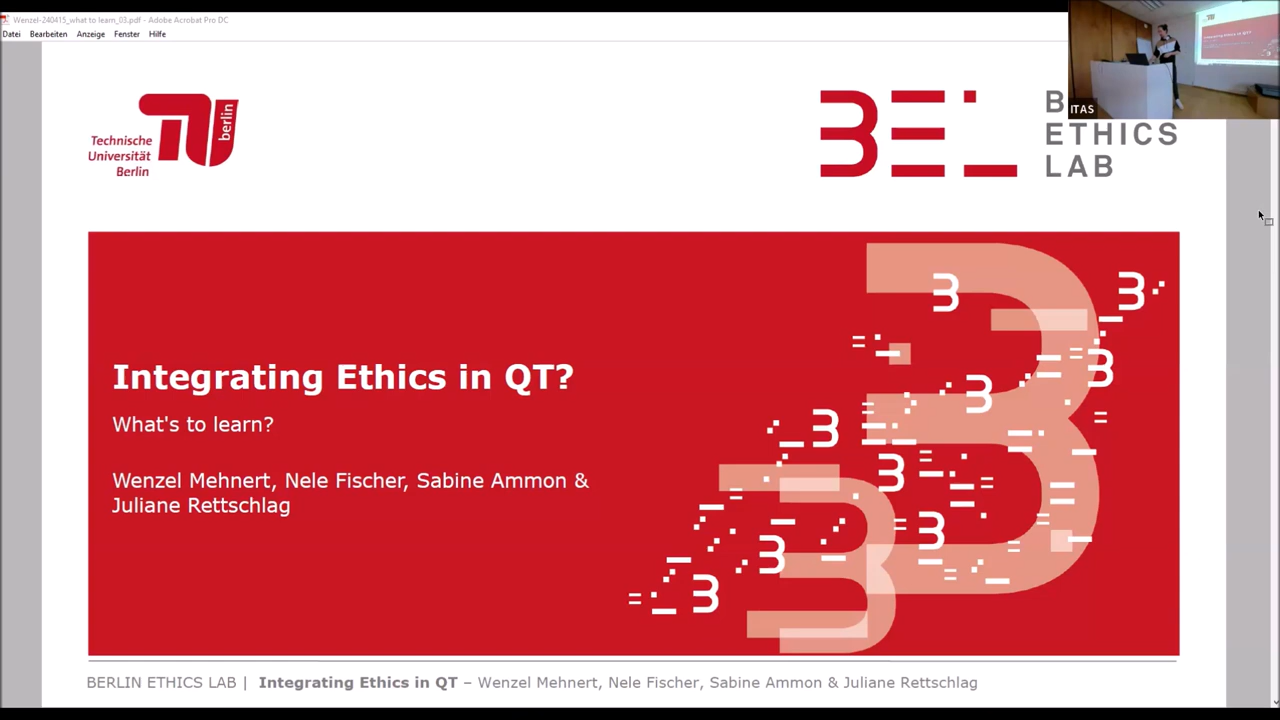 Wenzel-240415_what to learn_03.pdf - Adobe Acrobat Pro DC
Datei Bearbeiten Anzeige Fenster Hilfe
ITAS
Technische
Universität
Berlin
berlin
BEL
B
ETHICS
LAB
Integrating Ethics in QT?
What's to learn?
Wenzel Mehnert, Nele Fischer, Sabine Ammon &
Juliane Rettschlag
BERLIN ETHICS LAB | Integrating Ethics in QT – Wenzel Mehnert, Nele Fischer, Sabine Ammon & Juliane Rettschlag